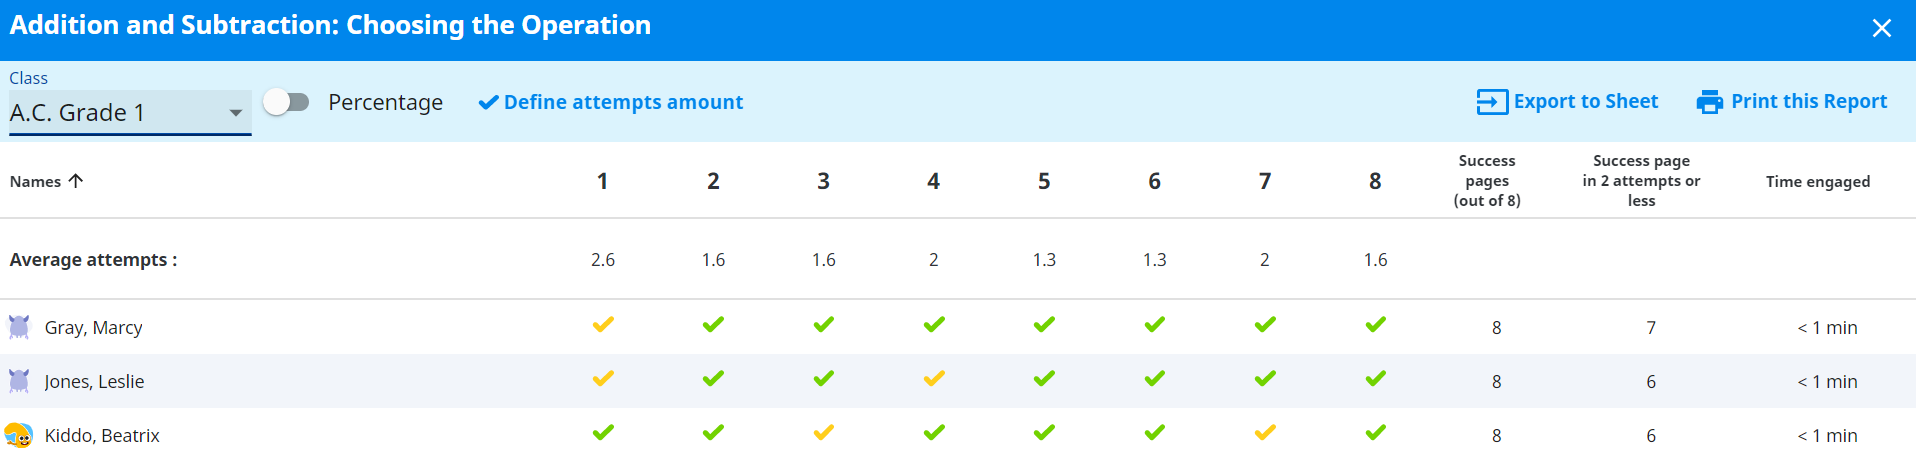 Addition and Subtraction: Choosing the Operation
Class
A.C. Grade 1
Percentage
Define attempts amount
Export to Sheet
Print this Report
Names 1 2 3 4 5 6 7 8
Success
pages
(out of 8)
Success page
in 2 attempts or
less
Time engaged
Average attempts : 2.6 1.6 1.6 2 1.3 1.3 2 1.6
Gray, Marcy 8 7 < 1 min
Jones, Leslie 8 6 < 1 min
Kiddo, Beatrix 8 6 < 1 min